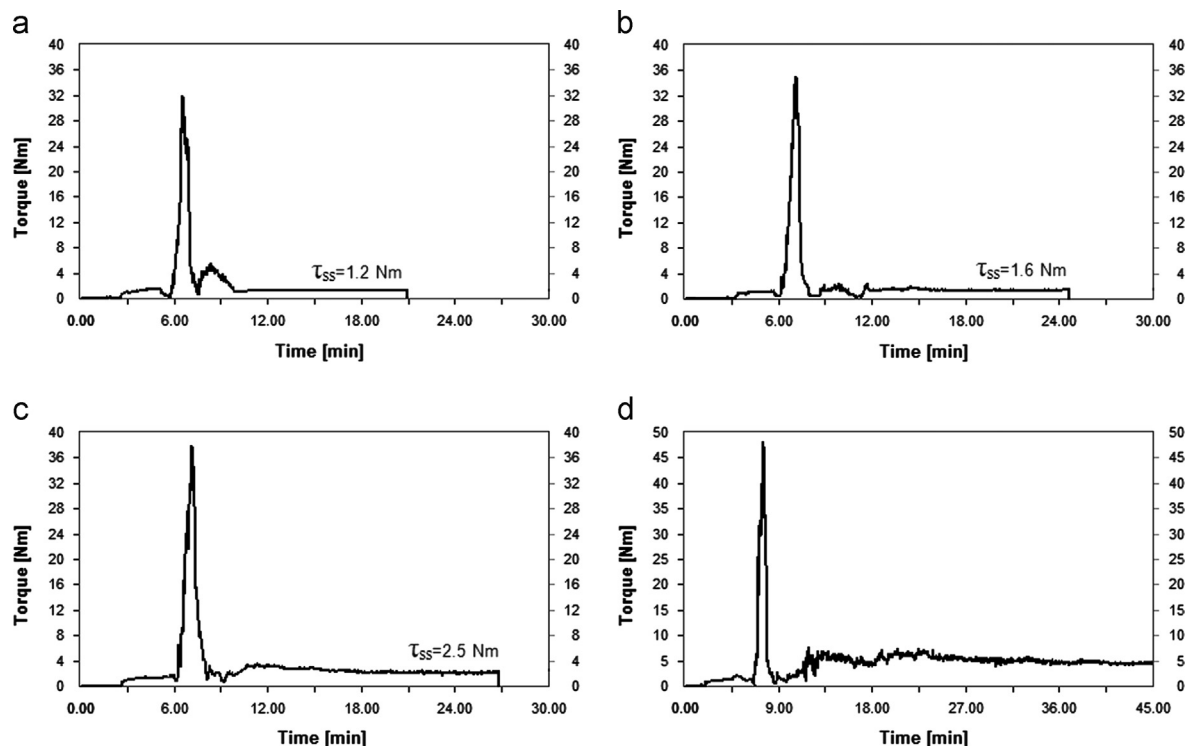 a
40 40
36 36
32 32
28 28
24 24
20 20
16 16
12 12
8 8
4 4
0 0
Torque [Nm]
τSS=1.2 Nm
0.00 6.00 12.00 18.00 24.00 30.00
Time [min]
b
40 40
36 36
32 32
28 28
24 24
20 20
16 16
12 12
8 8
4 4
0 0
Torque [Nm]
τSS=1.6 Nm
0.00 6.00 12.00 18.00 24.00 30.00
Time [min]
c
40 40
36 36
32 32
28 28
24 24
20 20
16 16
12 12
8 8
4 4
0 0
Torque [Nm]
τSS=2.5 Nm
0.00 6.00 12.00 18.00 24.00 30.00
Time [min]
d
50 50
45 45
40 40
35 35
30 30
25 25
20 20
15 15
10 10
5 5
0 0
Torque [Nm]
0.00 9.00 18.00 27.00 36.00 45.00
Time [min]